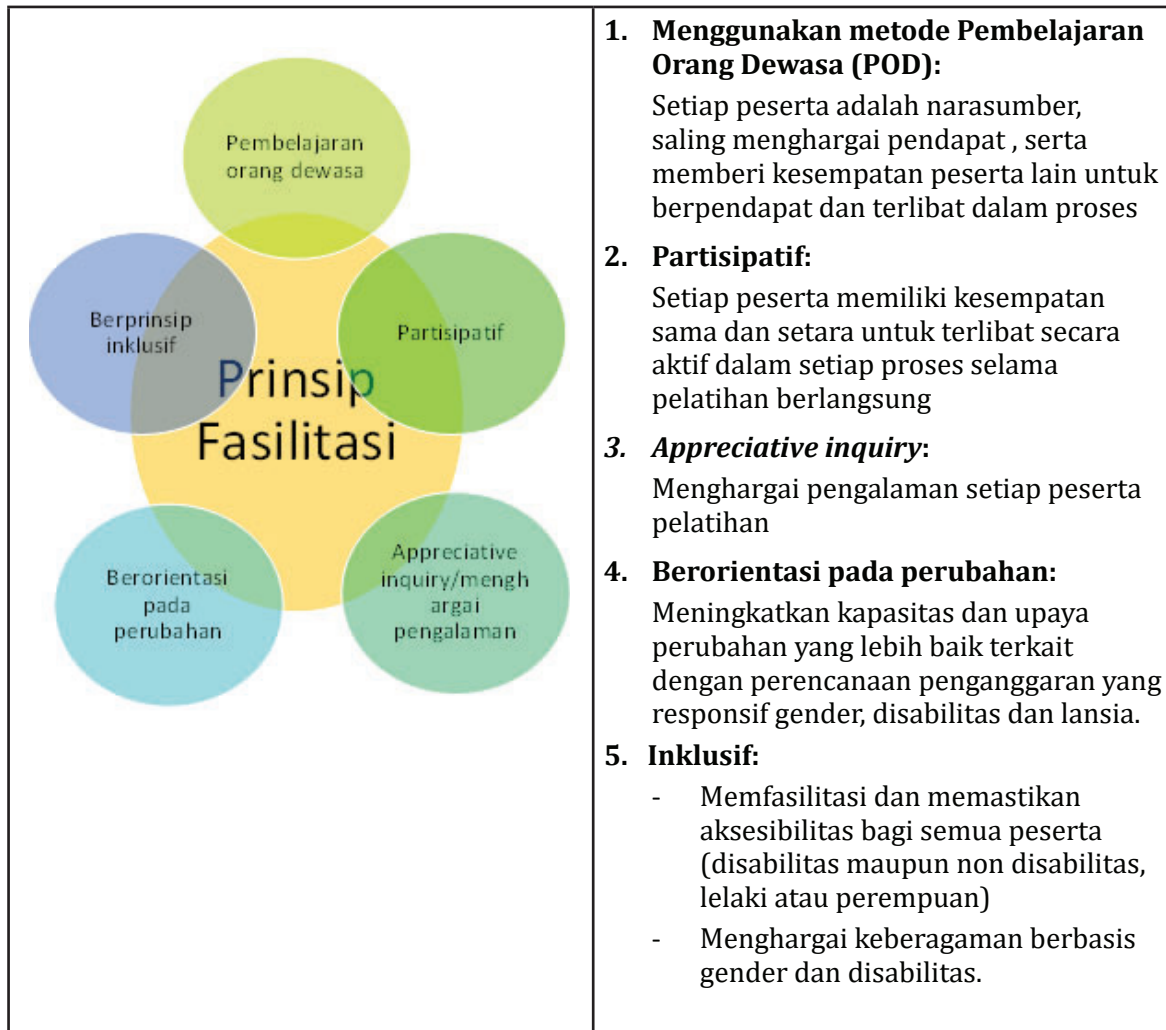 Pembelajaran
orang dewasa
Berprinsip
inklusif
Partisipatif
Prinsip
Fasilitasi
Berorientasi
pada
perubahan
Appreciative
inquiry/mengh
argai
pengalaman
1. Menggunakan metode Pembelajaran
Orang Dewasa (POD):
Setiap peserta adalah narasumber,
saling menghargai pendapat , serta
memberi kesempatan peserta lain untuk
berpendapat dan terlibat dalam proses
2. Partisipatif:
Setiap peserta memiliki kesempatan
sama dan setara untuk terlibat secara
aktif dalam setiap proses selama
pelatihan berlangsung
3. Appreciative inquiry:
Menghargai pengalaman setiap peserta
pelatihan
4. Berorientasi pada perubahan:
Meningkatkan kapasitas dan upaya
perubahan yang lebih baik terkait
dengan perencanaan penganggaran yang
responsif gender, disabilitas dan lansia.
5. Inklusif:
- Memfasilitasi dan memastikan
aksesibilitas bagi semua peserta
(disabilitas maupun non disabilitas,
lelaki atau perempuan)
- Menghargai keberagaman berbasis
gender dan disabilitas.